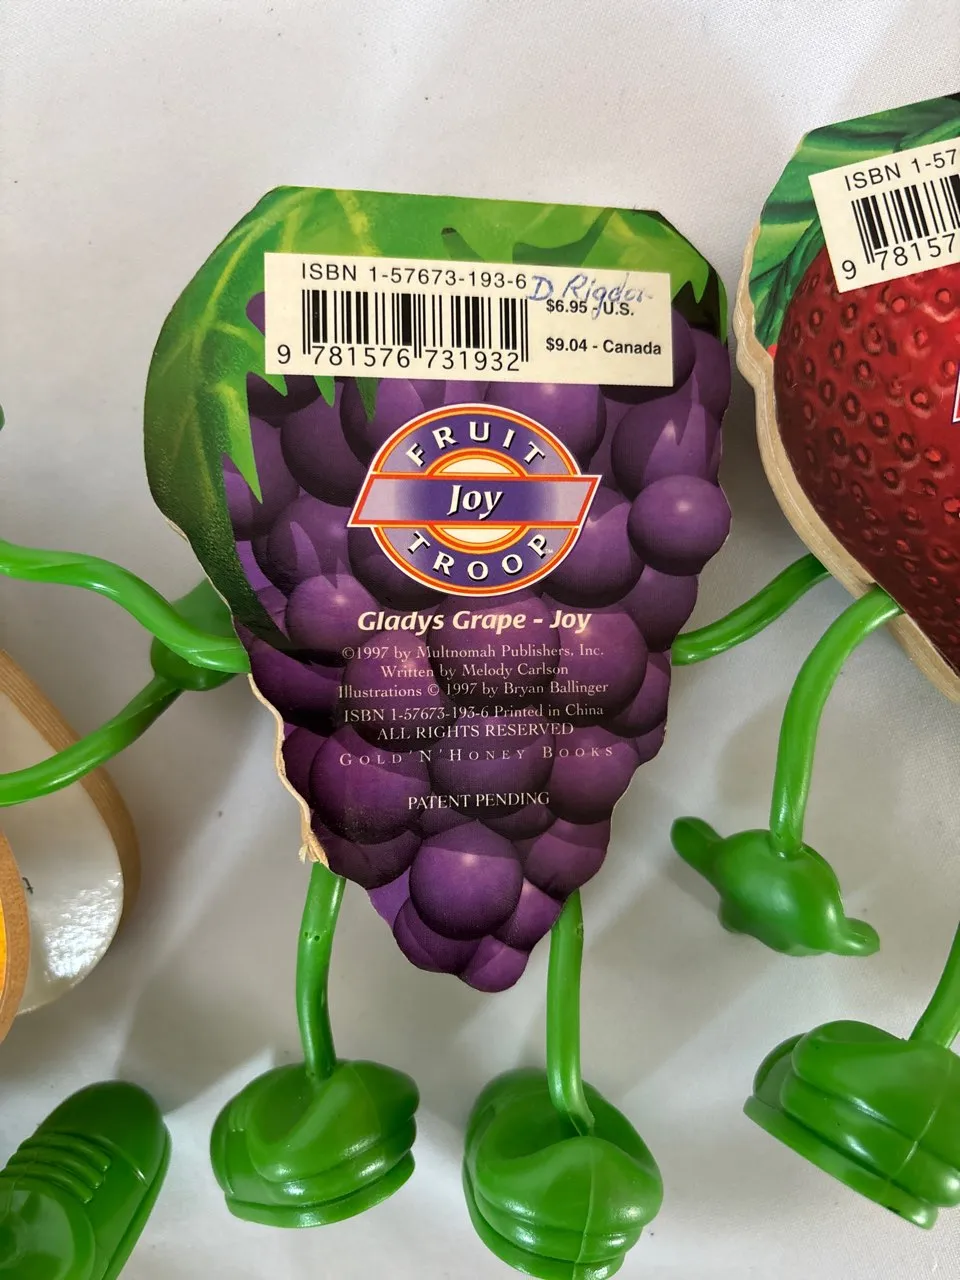 ISBN 1-57673-193-6
D Rigdon
$6.95 U.S.
$9.04 - Canada
9 781576 731932
FRUIT
Joy
TROOP™
Gladys Grape - Joy
©1997 by Multnomah Publishers, Inc.
Written by Melody Carlson
Illustrations © 1997 by Bryan Ballinger
ISBN 1-57673-193-6 Printed in China
ALL RIGHTS RESERVED
GOLD 'N' HONEY BOOKS
PATENT PENDING
ISBN 1-57
9 78157